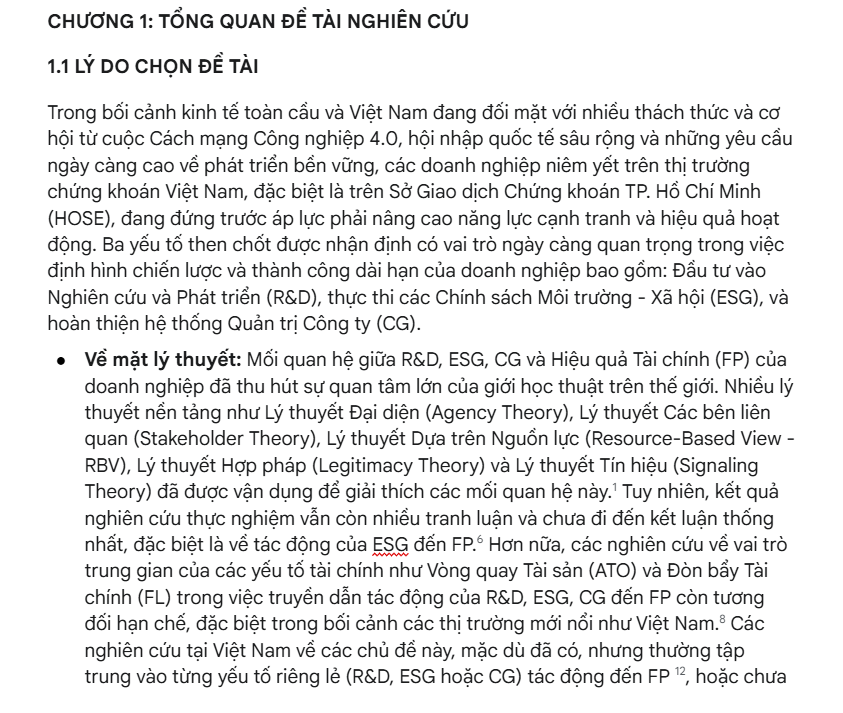 CHƯƠNG 1: TỔNG QUAN ĐỀ TÀI NGHIÊN CỨU
1.1 LÝ DO CHỌN ĐỀ TÀI
Trong bối cảnh kinh tế toàn cầu và Việt Nam đang đối mặt với nhiều thách thức và cơ
hội từ cuộc Cách mạng Công nghiệp 4.0, hội nhập quốc tế sâu rộng và những yêu cầu
ngày càng cao về phát triển bền vững, các doanh nghiệp niêm yết trên thị trường
chứng khoán Việt Nam, đặc biệt là trên Sở Giao dịch Chứng khoán TP. Hồ Chí Minh
(HOSE), đang đứng trước áp lực phải nâng cao năng lực cạnh tranh và hiệu quả hoạt
động. Ba yếu tố then chốt được nhận định có vai trò ngày càng quan trọng trong việc
định hình chiến lược và thành công dài hạn của doanh nghiệp bao gồm: Đầu tư vào
Nghiên cứu và Phát triển (R&D), thực thi các Chính sách Môi trường - Xã hội (ESG), và
hoàn thiện hệ thống Quản trị Công ty (CG).
● Về mặt lý thuyết: Mối quan hệ giữa R&D, ESG, CG và Hiệu quả Tài chính (FP) của
doanh nghiệp đã thu hút sự quan tâm lớn của giới học thuật trên thế giới. Nhiều lý
thuyết nền tảng như Lý thuyết Đại diện (Agency Theory), Lý thuyết Các bên liên
quan (Stakeholder Theory), Lý thuyết Dựa trên Nguồn lực (Resource-Based View -
RBV), Lý thuyết Hợp pháp (Legitimacy Theory) và Lý thuyết Tín hiệu (Signaling
Theory) đã được vận dụng để giải thích các mối quan hệ này.¹ Tuy nhiên, kết quả
nghiên cứu thực nghiệm vẫn còn nhiều tranh luận và chưa đi đến kết luận thống
nhất, đặc biệt là về tác động của ESG đến FP.⁶ Hơn nữa, các nghiên cứu về vai trò
trung gian của các yếu tố tài chính như Vòng quay Tài sản (ATO) và Đòn bẩy Tài
chính (FL) trong việc truyền dẫn tác động của R&D, ESG, CG đến FP còn tương
đối hạn chế, đặc biệt trong bối cảnh các thị trường mới nổi như Việt Nam.⁸ Các
nghiên cứu tại Việt Nam về các chủ đề này, mặc dù đã có, nhưng thường tập
trung vào từng yếu tố riêng lẻ (R&D, ESG hoặc CG) tác động đến FP ¹², hoặc chưa